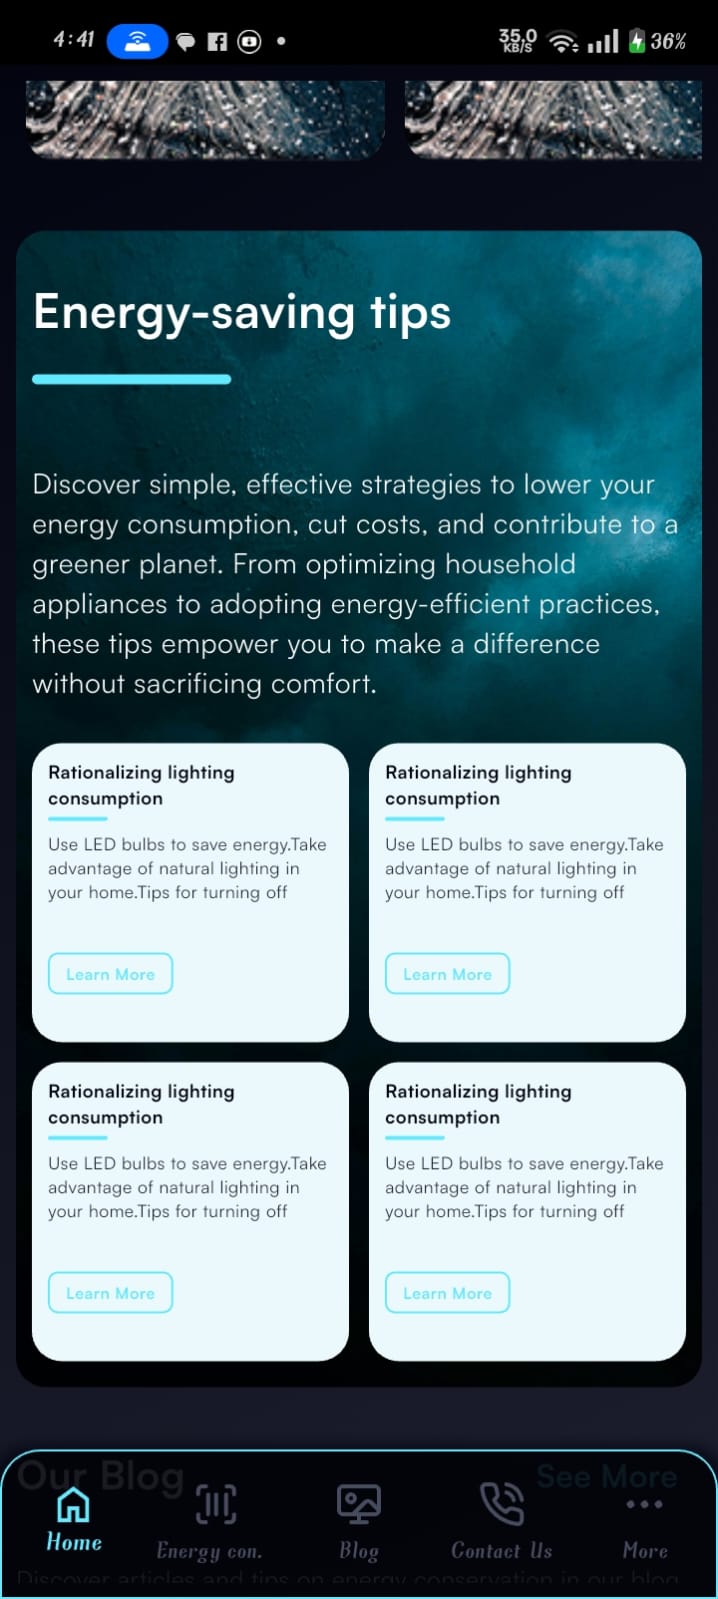 4:41
35.0
KB/S
36%
Energy-saving tips
Discover simple, effective strategies to lower your
energy consumption, cut costs, and contribute to a
greener planet. From optimizing household
appliances to adopting energy-efficient practices,
these tips empower you to make a difference
without sacrificing comfort.
Rationalizing lighting
consumption
Use LED bulbs to save energy.Take
advantage of natural lighting in
your home.Tips for turning off
Learn More
Rationalizing lighting
consumption
Use LED bulbs to save energy.Take
advantage of natural lighting in
your home.Tips for turning off
Learn More
Rationalizing lighting
consumption
Use LED bulbs to save energy.Take
advantage of natural lighting in
your home.Tips for turning off
Learn More
Rationalizing lighting
consumption
Use LED bulbs to save energy.Take
advantage of natural lighting in
your home.Tips for turning off
Learn More
Our Blog
See More
Home
Energy con.
Blog
Contact Us
More
Discover articles and tips on energy conservation in our blog